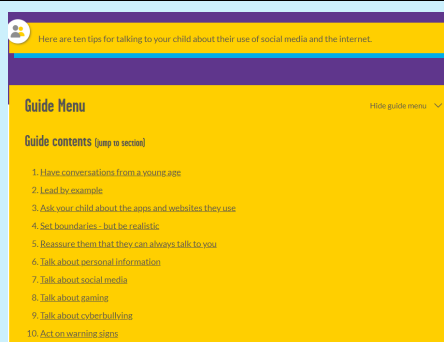 Here are ten tips for talking to your child about their use of social media and the internet.
Guide Menu
Hide guide menu
Guide contents (jump to section)
1. Have conversations from a young age
2. Lead by example
3. Ask your child about the apps and websites they use
4. Set boundaries - but be realistic
5. Reassure them that they can always talk to you
6. Talk about personal information
7. Talk about social media
8. Talk about gaming
9. Talk about cyberbullying
10. Act on warning signs